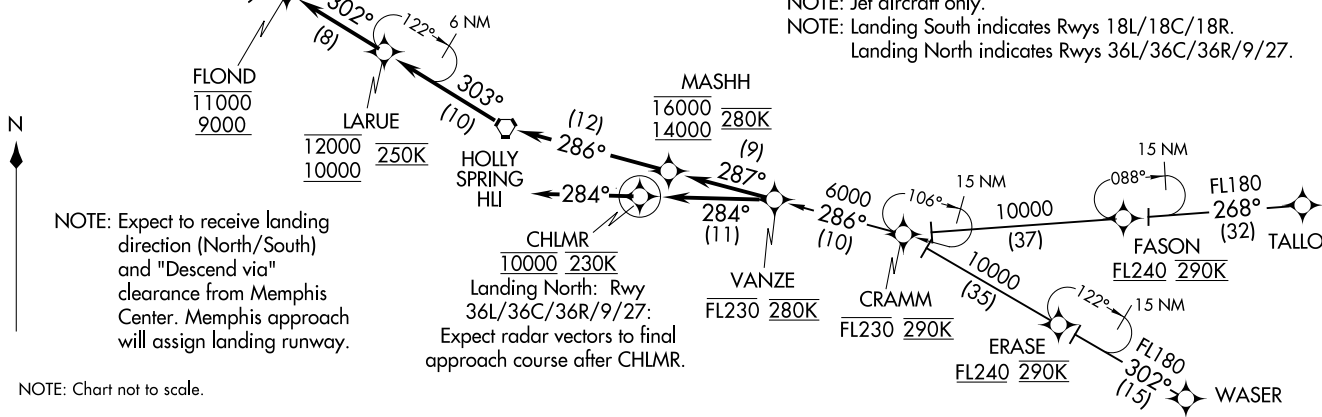 NOTE: Jet aircraft only.
NOTE: Landing South indicates Rwys 18L/18C/18R.
Landing North indicates Rwys 36L/36C/36R/9/27.
302°
(8)
122°
6 NM
FLOND
11000
9000
LARUE
12000
10000
250K
303°
(10)
HOLLY
SPRING
HLI
(12)
286°
MASHH
16000
14000
280K
(9)
287°
284°
284°
(11)
CHLMR
10000 230K
Landing North: Rwy
36L/36C/36R/9/27:
Expect radar vectors to final
approach course after CHLMR.
VANZE
FL230 280K
6000
286°
(10)
CRAMM
FL230 290K
106°
15 NM
10000
(37)
088°
15 NM
FASON
FL240 290K
FL180
268°
(32)
TALLO
10000
(35)
ERASE
FL240 290K
122°
15 NM
FL180
302°
(15)
WASER
N
NOTE: Expect to receive landing
direction (North/South)
and "Descend via"
clearance from Memphis
Center. Memphis approach
will assign landing runway.
NOTE: Chart not to scale.